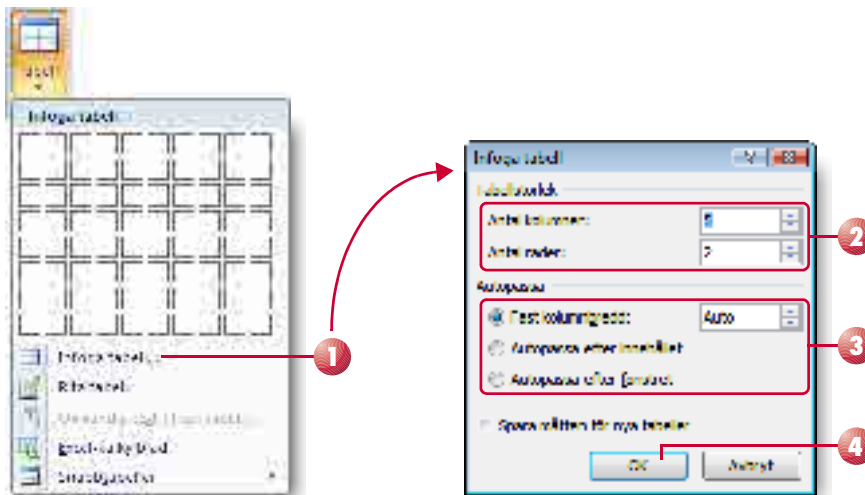 Tabell
Infoga tabell
Infoga tabell...
Rita tabell
Excel-kalkylblad
Snabbtabeller
1
Infoga tabell
Tabellstorlek
Antal kolumner: 5
Antal rader: 2
2
Autopassa
Fast kolumnbredd: Auto
Autopassa efter innehållet
Autopassa efter fönstret
3
Spara måtten för nya tabeller
OK Avbryt
4